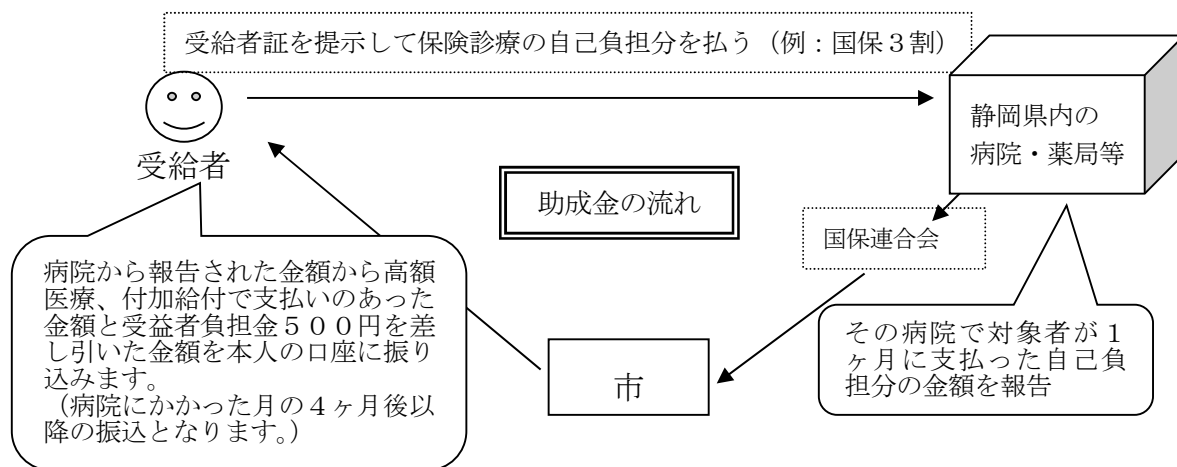 受給者証を提示して保険診療の自己負担分を払う（例：国保３割）
受給者
静岡県内の
病院・薬局等
助成金の流れ
国保連合会
病院から報告された金額から高額
医療、付加給付で支払いのあった
金額と受益者負担金５００円を差
し引いた金額を本人の口座に振り
込みます。
（病院にかかった月の４ヶ月後以
降の振込となります。）
市
その病院で対象者が１
ヶ月に支払った自己負
担分の金額を報告